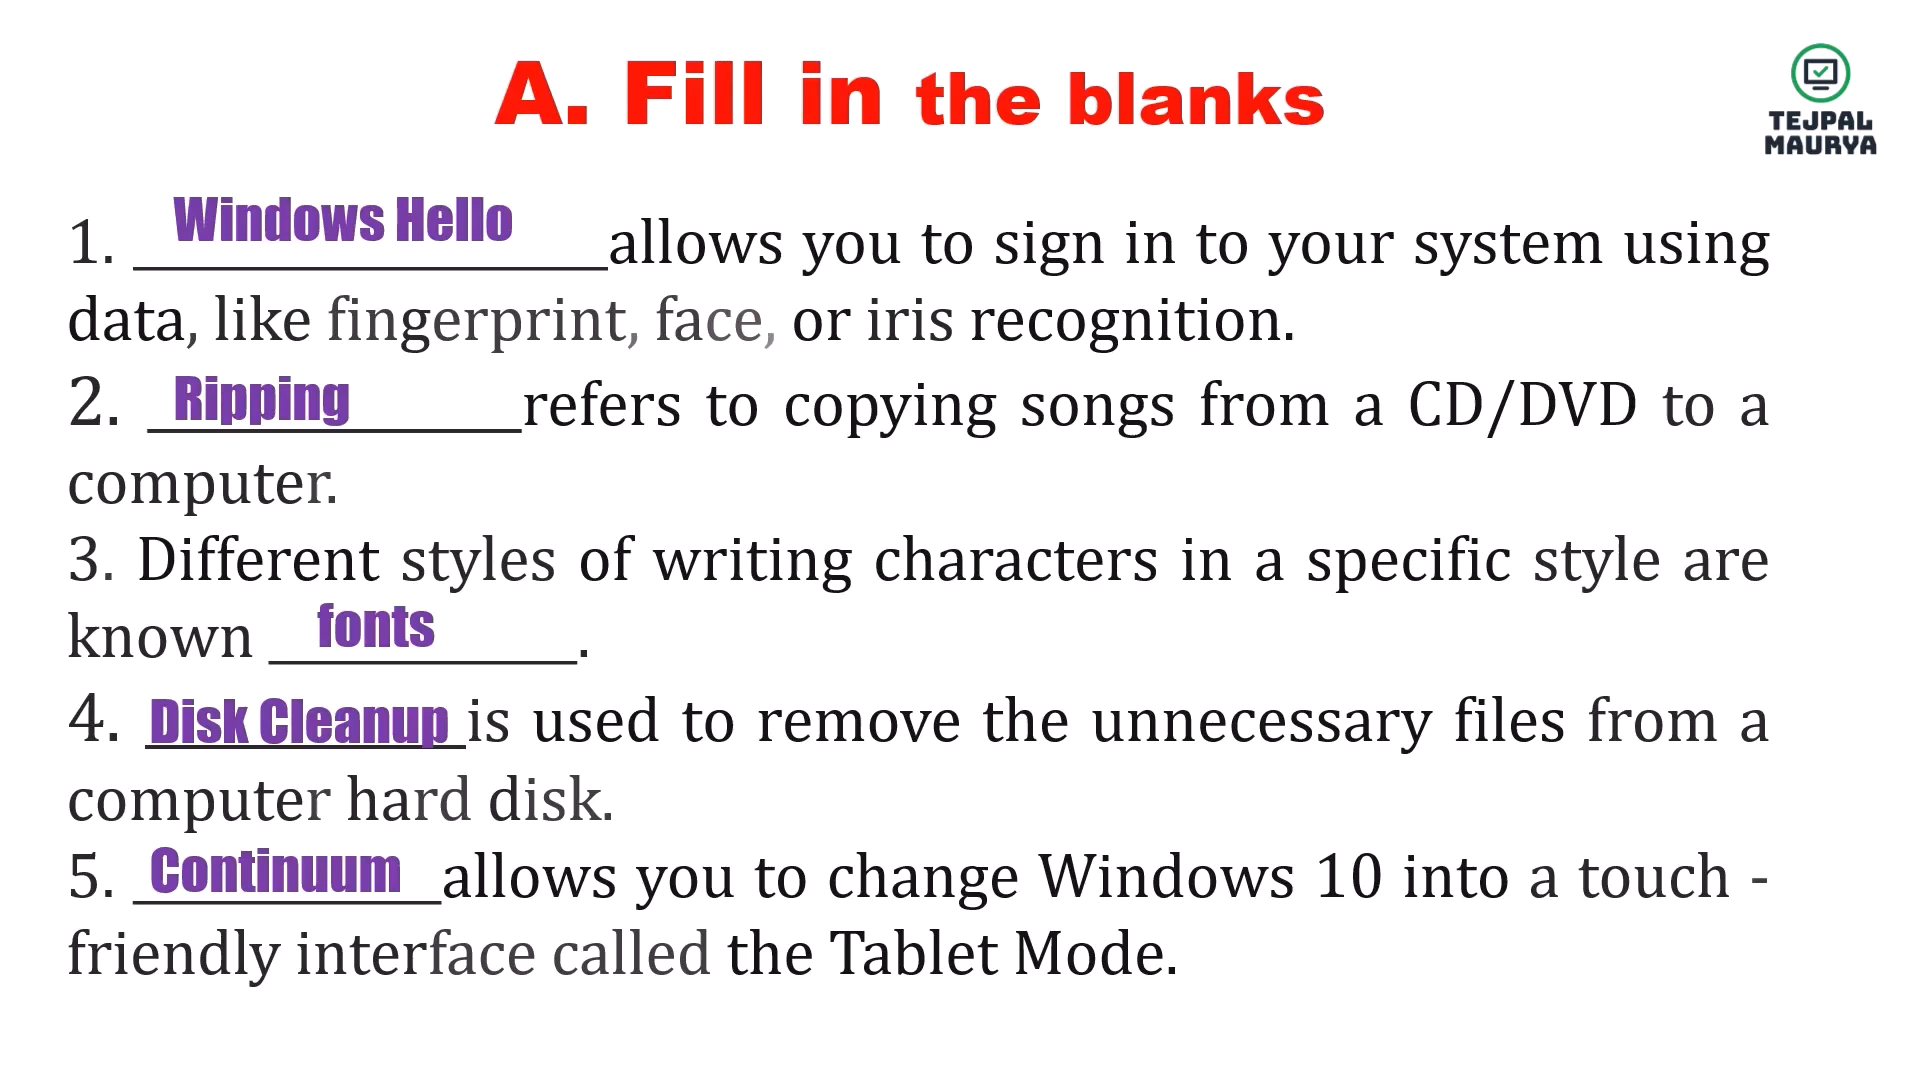 A. Fill in the blanks
TEJPAL
MAURYA
1. Windows Hello allows you to sign in to your system using
data, like fingerprint, face, or iris recognition.
2. Ripping refers to copying songs from a CD/DVD to a
computer.
3. Different styles of writing characters in a specific style are
known fonts.
4. Disk Cleanup is used to remove the unnecessary files from a
computer hard disk.
5. Continuum allows you to change Windows 10 into a touch -
friendly interface called the Tablet Mode.